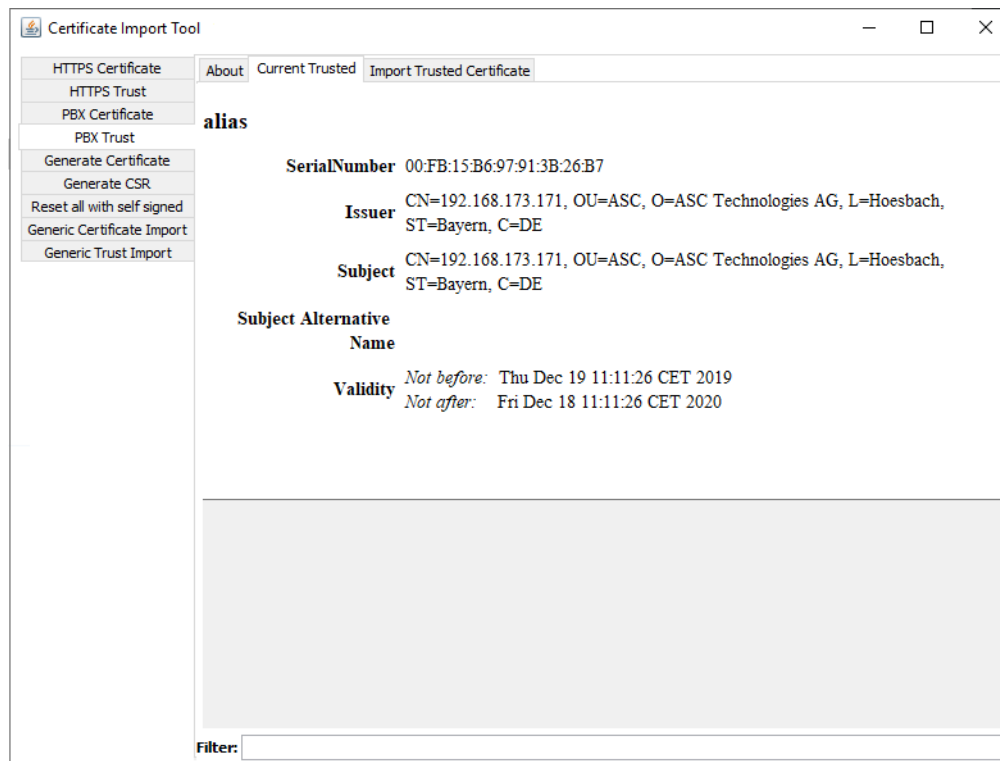 Certificate Import Tool
HTTPS Certificate
HTTPS Trust
PBX Certificate
PBX Trust
Generate Certificate
Generate CSR
Reset all with self signed
Generic Certificate Import
Generic Trust Import
About Current Trusted Import Trusted Certificate
alias
SerialNumber 00:FB:15:B6:97:91:3B:26:B7
Issuer CN=192.168.173.171, OU=ASC, O=ASC Technologies AG, L=Hoesbach,
ST=Bayern, C=DE
Subject CN=192.168.173.171, OU=ASC, O=ASC Technologies AG, L=Hoesbach,
ST=Bayern, C=DE
Subject Alternative
Name
Validity Not before: Thu Dec 19 11:11:26 CET 2019
Not after: Fri Dec 18 11:11:26 CET 2020
Filter: